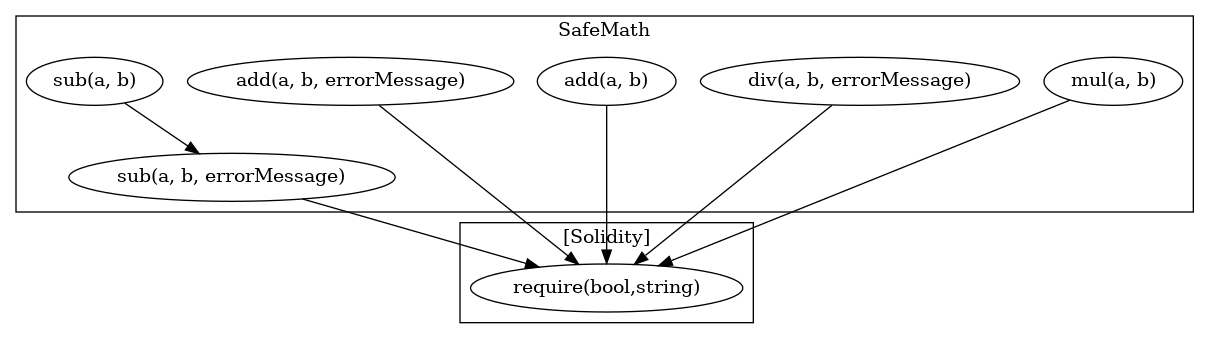 SafeMath
sub(a, b)
add(a, b, errorMessage)
add(a, b)
div(a, b, errorMessage)
mul(a, b)
sub(a, b, errorMessage)
[Solidity]
require(bool,string)